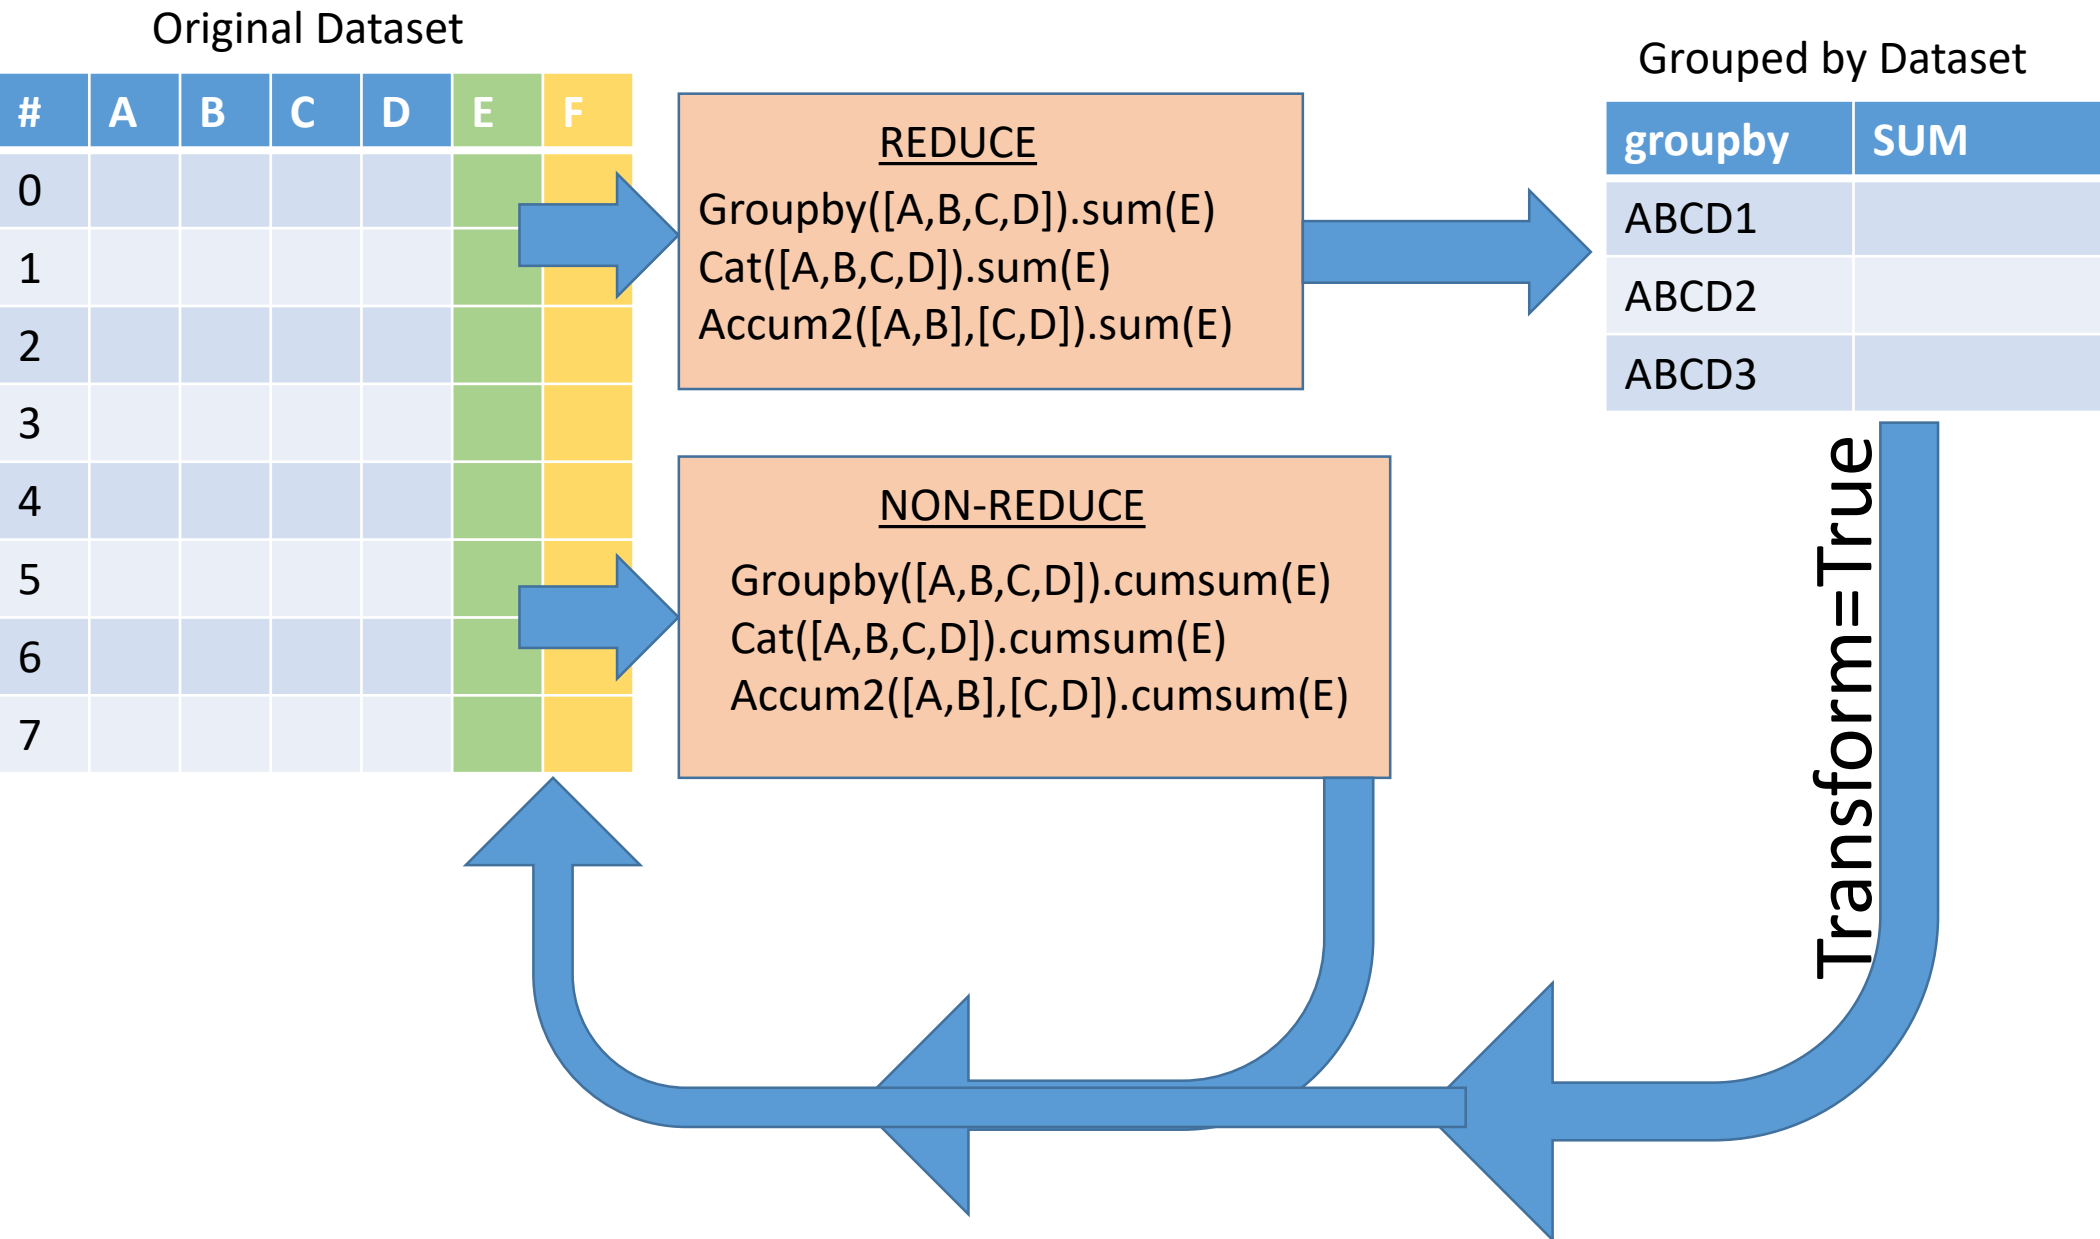 Original Dataset
# A B C D E F
0
1
2
3
4
5
6
7
REDUCE
Groupby([A,B,C,D]).sum(E)
Cat([A,B,C,D]).sum(E)
Accum2([A,B],[C,D]).sum(E)
NON-REDUCE
Groupby([A,B,C,D]).cumsum(E)
Cat([A,B,C,D]).cumsum(E)
Accum2([A,B],[C,D]).cumsum(E)
Grouped by Dataset
groupby SUM
ABCD1
ABCD2
ABCD3
Transform=True